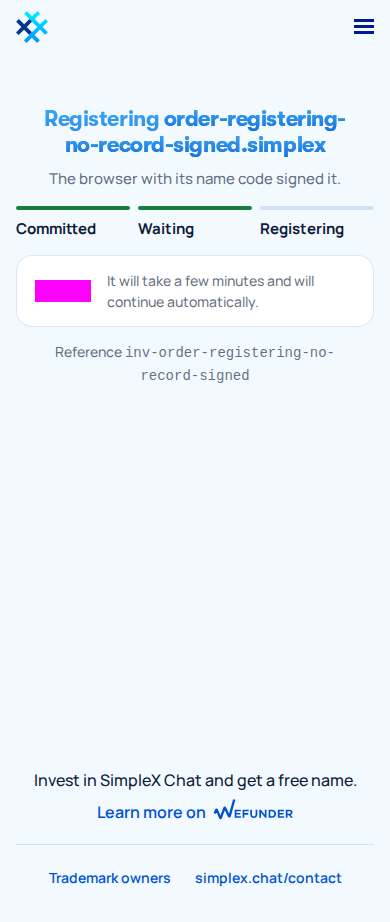 Registering order-registering-
no-record-signed.simplex
The browser with its name code signed it.
Committed
Waiting
Registering
It will take a few minutes and will
continue automatically.
Reference inv-order-registering-no-
record-signed
Invest in SimpleX Chat and get a free name.
Learn more on WEFUNDER
Trademark owners
simplex.chat/contact